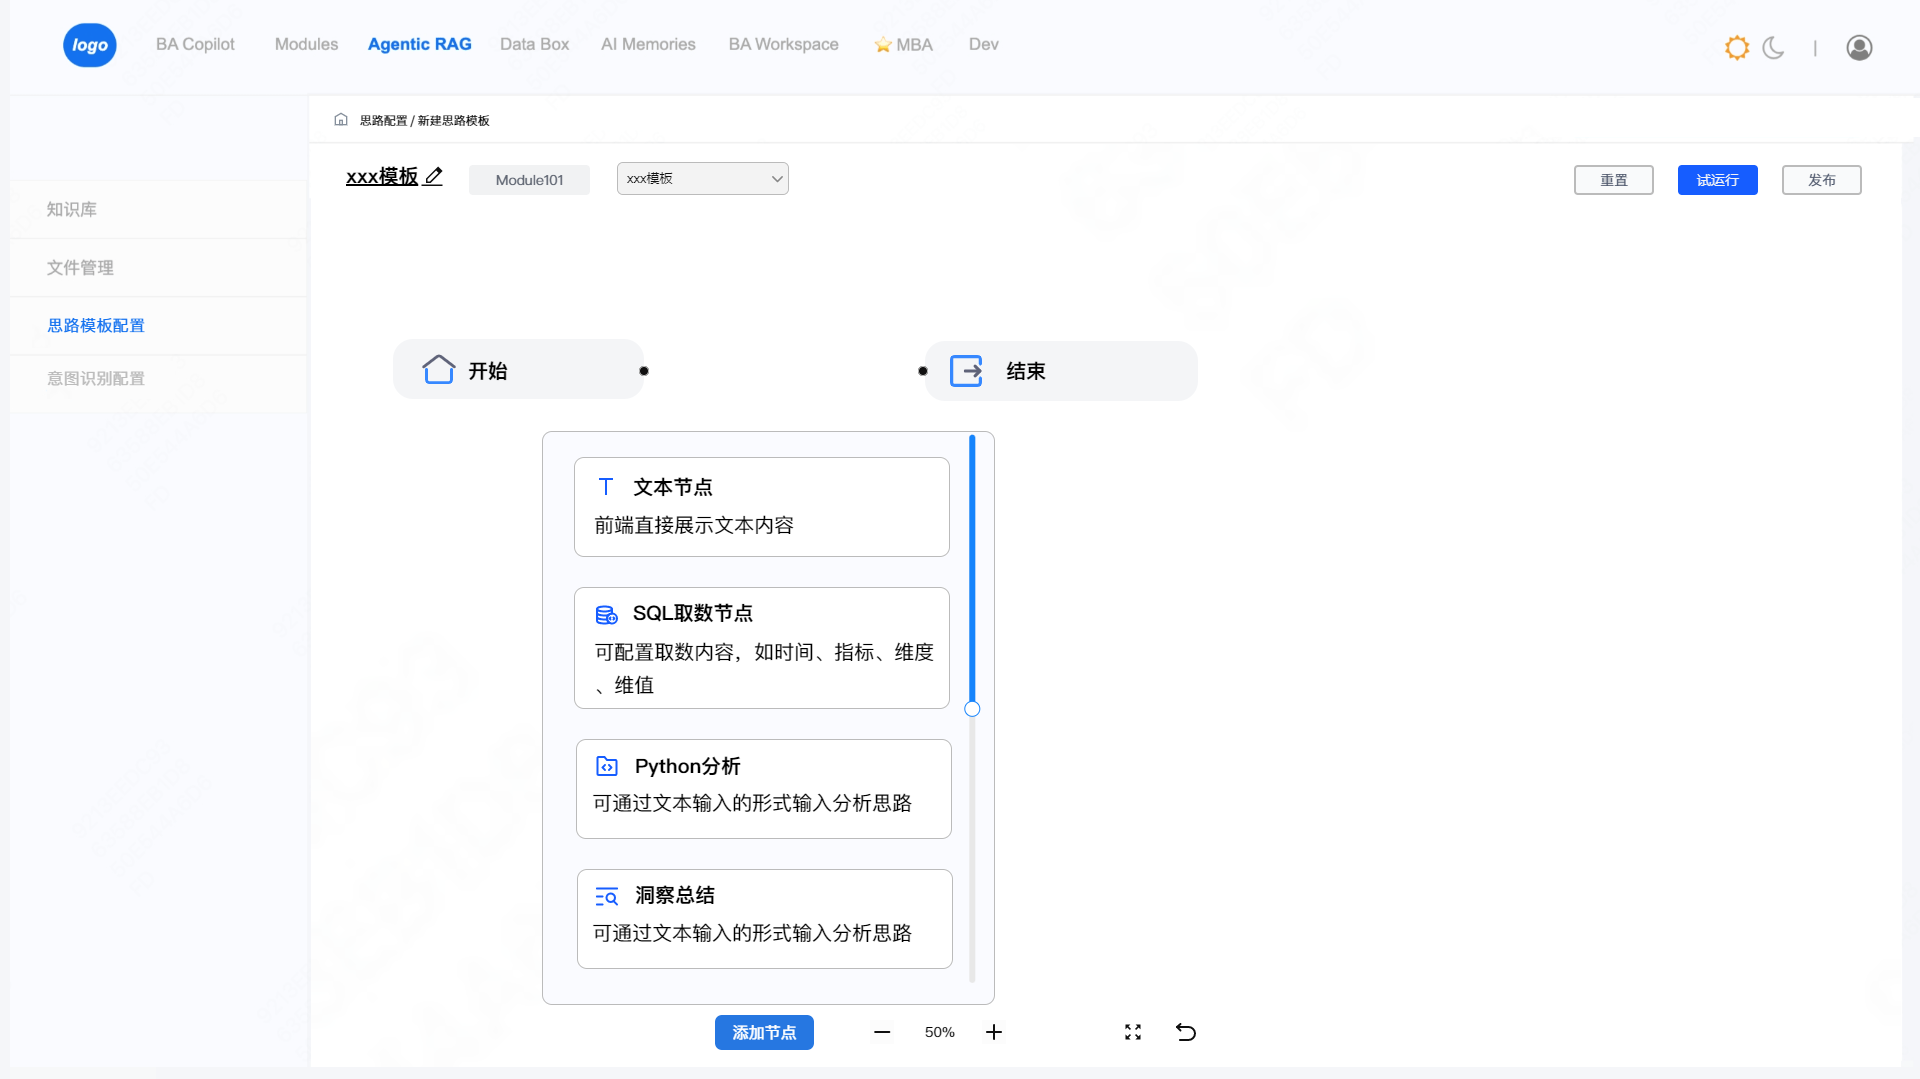 logo
BA Copilot
Modules
Agentic RAG
Data Box
AI Memories
BA Workspace
MBA
Dev
思路配置 / 新建思路模板
xxx模板
Module101
xxx模板
重置
试运行
发布
知识库
文件管理
思路模板配置
意图识别配置
开始
结束
文本节点
前端直接展示文本内容
SQL取数节点
可配置取数内容，如时间、指标、维度
、维值
Python分析
可通过文本输入的形式输入分析思路
洞察总结
可通过文本输入的形式输入分析思路
添加节点
50%